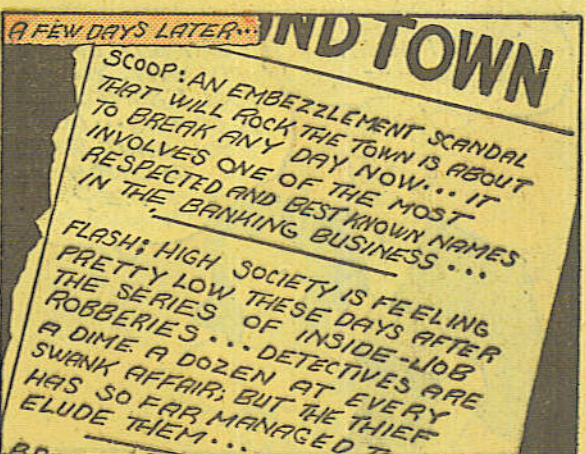 A FEW DAYS LATER...
ND TOWN
SCOOP: AN EMBEZZLEMENT SCANDAL
THAT WILL ROCK THE TOWN IS ABOUT
TO BREAK ANY DAY NOW... IT
INVOLVES ONE OF THE MOST
RESPECTED AND BEST KNOWN NAMES
IN THE BANKING BUSINESS...
FLASH: HIGH SOCIETY IS FEELING
PRETTY LOW THESE DAYS AFTER
THE SERIES OF INSIDE-JOB
ROBBERIES... DETECTIVES ARE
A DIME A DOZEN AT EVERY
SWANK AFFAIR; BUT THE THIEF
HAS SO FAR MANAGED T
ELUDE THEM...